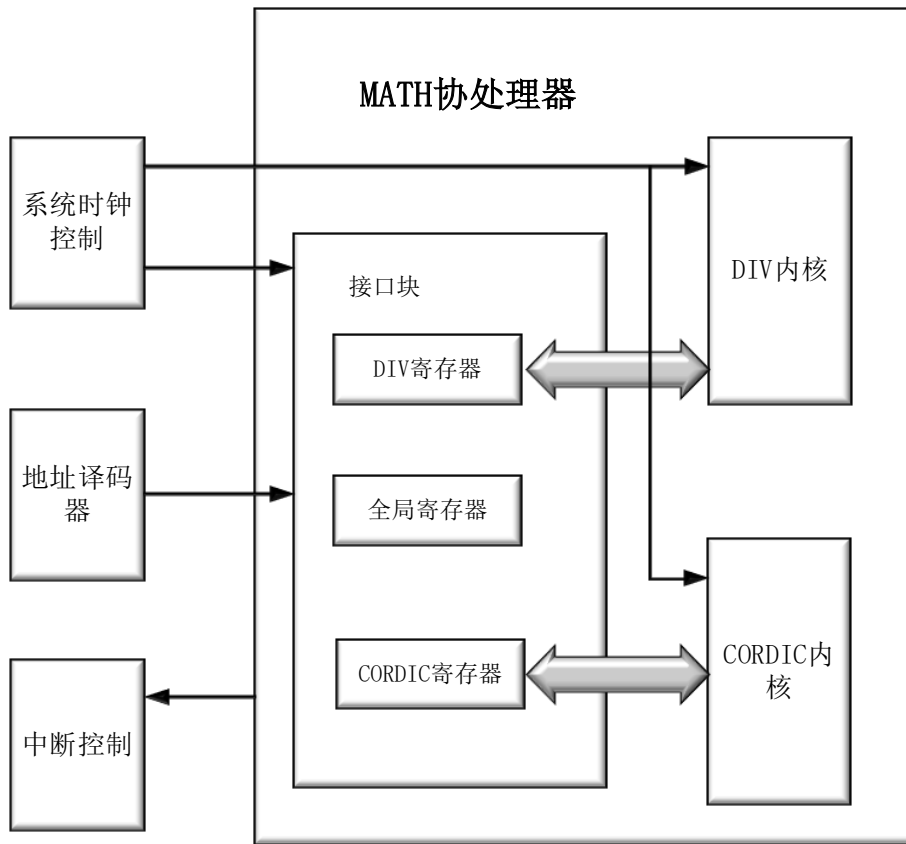 MATH协处理器
系统时钟
控制
接口块
DIV内核
DIV寄存器
地址译码
器
全局寄存器
CORDIC寄存器
CORDIC内
核
中断控制